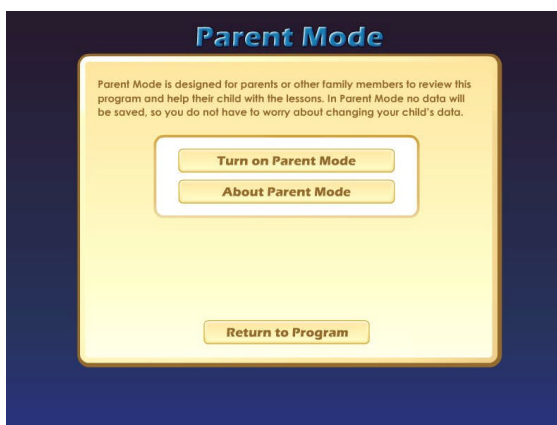 Parent Mode
Parent Mode is designed for parents or other family members to review this
program and help their child with the lessons. In Parent Mode no data will
be saved, so you do not have to worry about changing your child's data.
Turn on Parent Mode
About Parent Mode
Return to Program